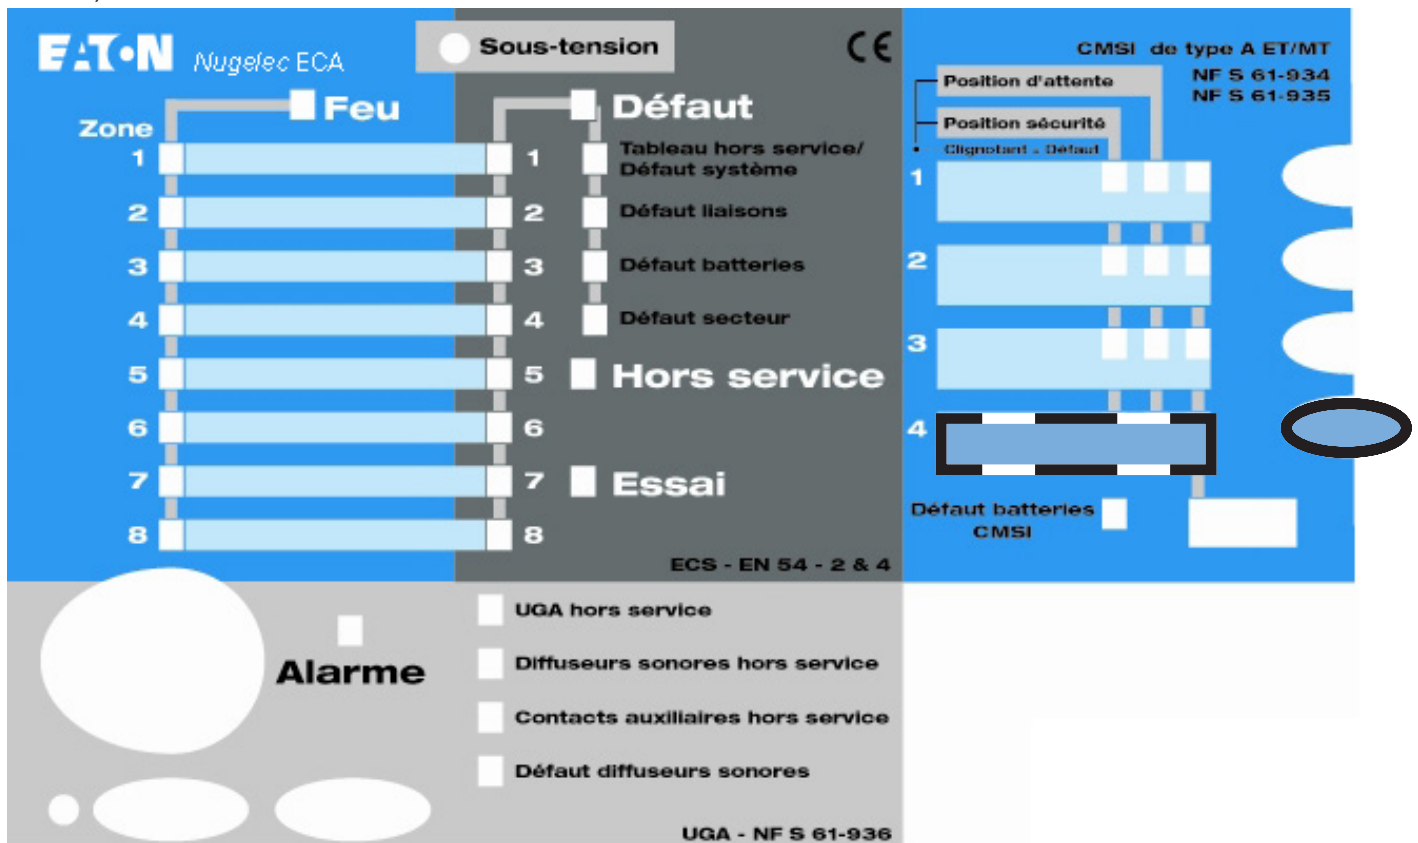 EATON Nugelec ECA
Sous-tension
CE
CMSI de type A ET/MT
NF S 61-934
NF S 61-935
Position d'attente
Position sécurité
Clignotant = Défaut
Zone
Feu
Défaut
1
2
3
4
5
6
7
8
1
2
3
4
5
6
7
8
Tableau hors service/
Défaut système
Défaut liaisons
Défaut batteries
Défaut secteur
Hors service
Essai
ECS - EN 54 - 2 & 4
1
2
3
4
Défaut batteries
CMSI
Alarme
UGA hors service
Diffuseurs sonores hors service
Contacts auxiliaires hors service
Défaut diffuseurs sonores
UGA - NF S 61-936